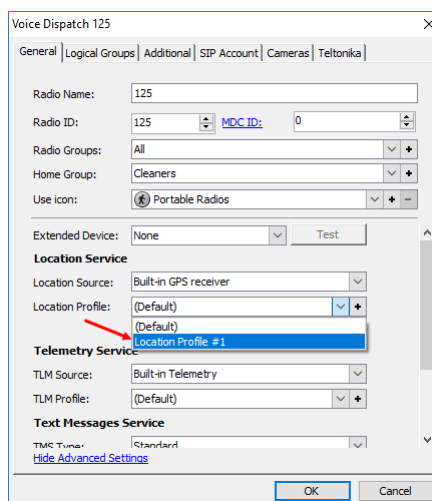 Voice Dispatch 125
General Logical Groups Additional SIP Account Cameras Teltonika
Radio Name: 125
Radio ID: 125 MDC ID: 0
Radio Groups: All
Home Group: Cleaners
Use icon: Portable Radios
Extended Device: None Test
Location Service
Location Source: Built-in GPS receiver
Location Profile: (Default)
(Default)
Location Profile #1
Telemetry Service
TLM Source: Built-in Telemetry
TLM Profile: (Default)
Text Messages Service
TMS Type: Standard
Hide Advanced Settings
OK Cancel